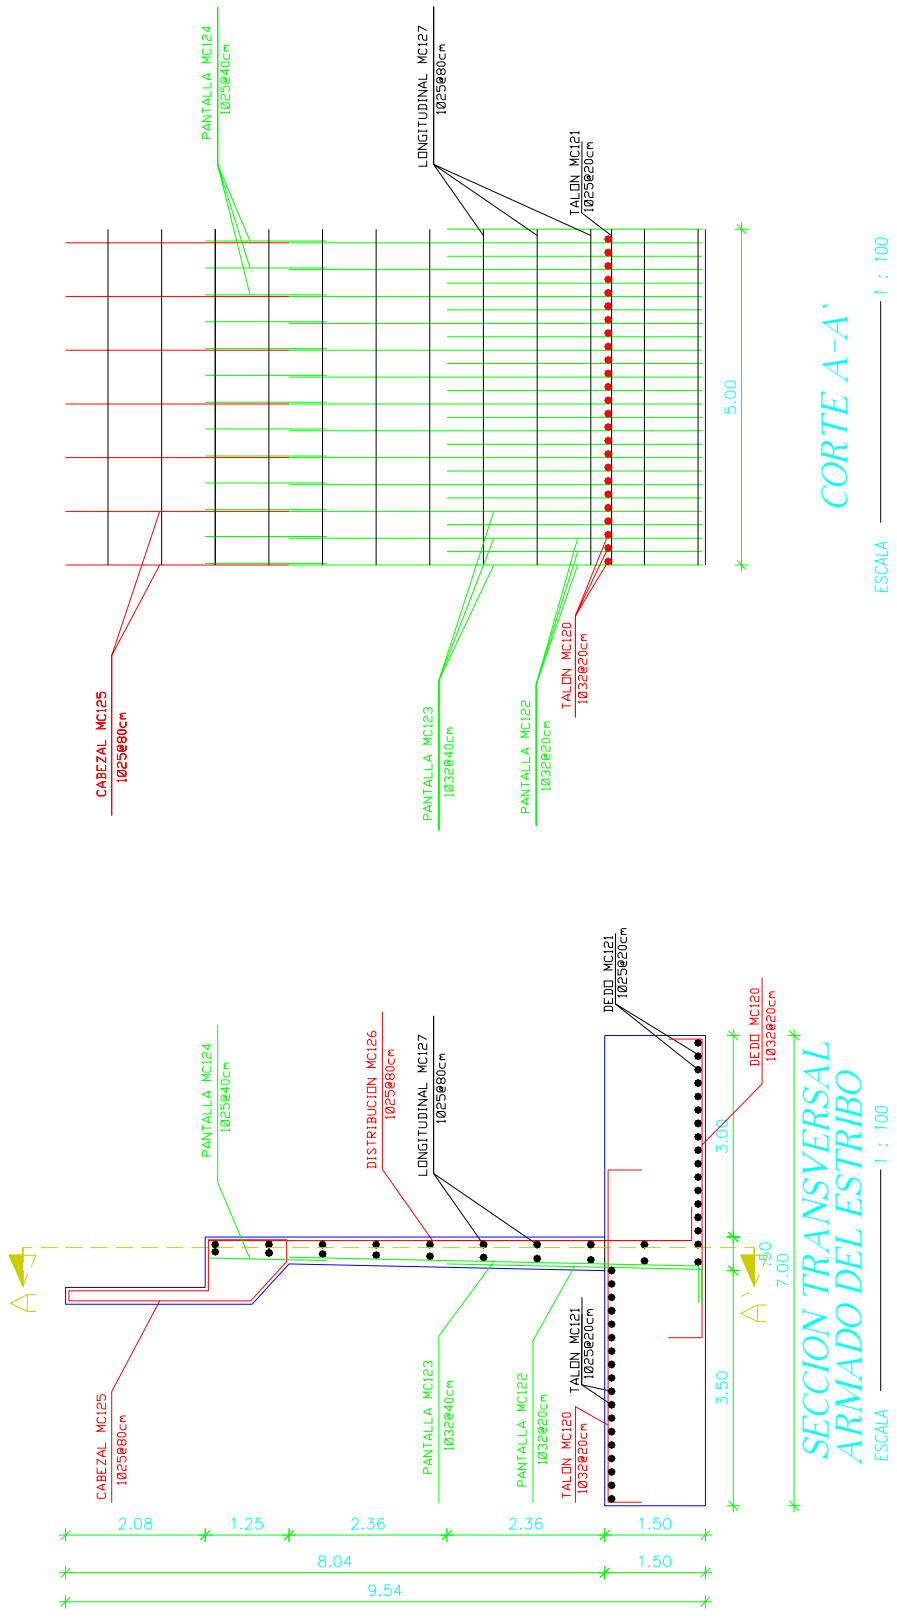 PANTALLA MC124
1Ø25@40cm
LONGITUDINAL MC127
1Ø25@80cm
TALON MC121
1Ø25@20cm
CABEZAL MC125
1Ø25@80cm
PANTALLA MC123
1Ø32@40cm
PANTALLA MC122
1Ø32@20cm
TALON MC120
1Ø32@20cm
5.00
CORTE A-A`
ESCALA 1 : 100
PANTALLA MC124
1Ø25@40cm
DISTRIBUCION MC126
1Ø25@80cm
LONGITUDINAL MC127
1Ø25@80cm
DEDO MC121
1Ø25@20cm
DEDO MC120
1Ø32@20cm
CABEZAL MC125
1Ø25@80cm
PANTALLA MC123
1Ø32@40cm
PANTALLA MC122
1Ø32@20cm
TALON MC121
1Ø25@20cm
TALON MC120
1Ø32@20cm
A
A'
3.00
.50
3.50
7.00
2.08
1.25
2.36
2.36
1.50
8.04
1.50
9.54
SECCION TRANSVERSAL
ARMADO DEL ESTRIBO
ESCALA 1 : 100